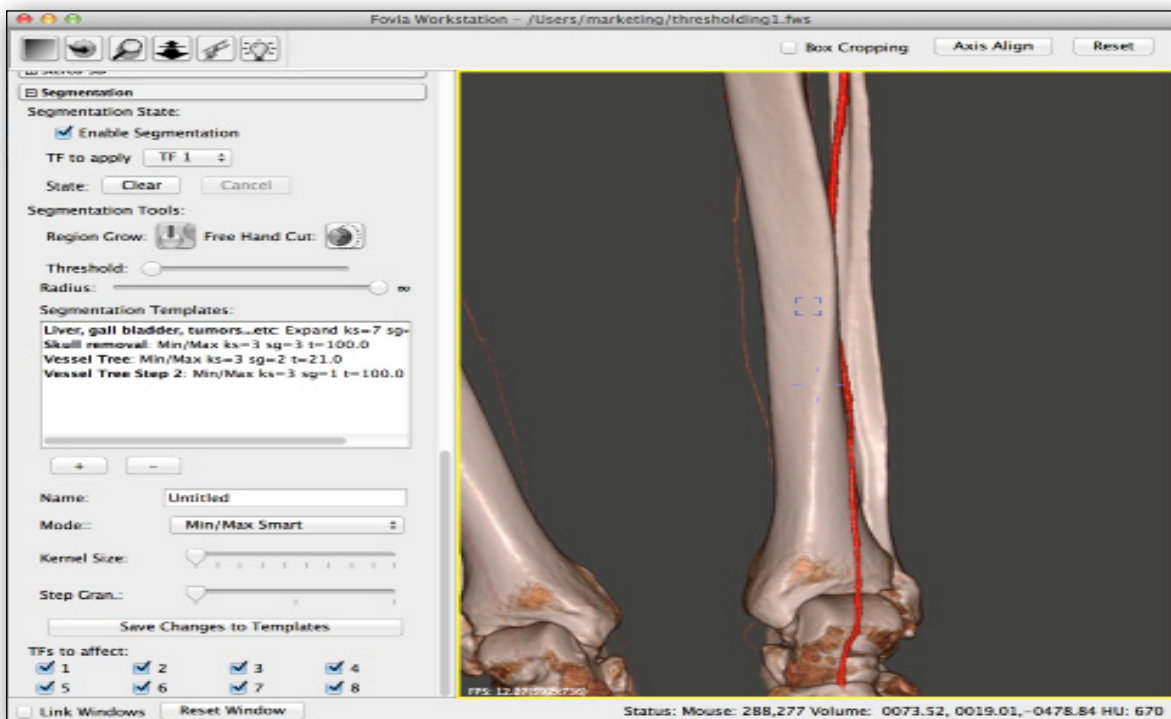 Fovia Workstation - /Users/marketing/thresholding1.fws
Box Cropping Axis Align Reset
Stereo 3D
Segmentation
Segmentation State:
Enable Segmentation
TF to apply TF 1
State: Clear Cancel
Segmentation Tools:
Region Grow: Free Hand Cut:
Threshold:
Radius: ∞
Segmentation Templates:
Liver, gall bladder, tumors...etc: Expand ks=7 sg=
Skull removal: Min/Max ks=3 sg=3 t=100.0
Vessel Tree: Min/Max ks=3 sg=2 t=21.0
Vessel Tree Step 2: Min/Max ks=3 sg=1 t=100.0
+ -
Name: Untitled
Mode:: Min/Max Smart
Kernel Size:
Step Gran.:
Save Changes to Templates
TFs to affect:
1 2 3 4
5 6 7 8
FPS: 12.07(592x736)
Link Windows Reset Window Status: Mouse: 288,277 Volume: 0073.52, 0019.01,-0478.84 HU: 670